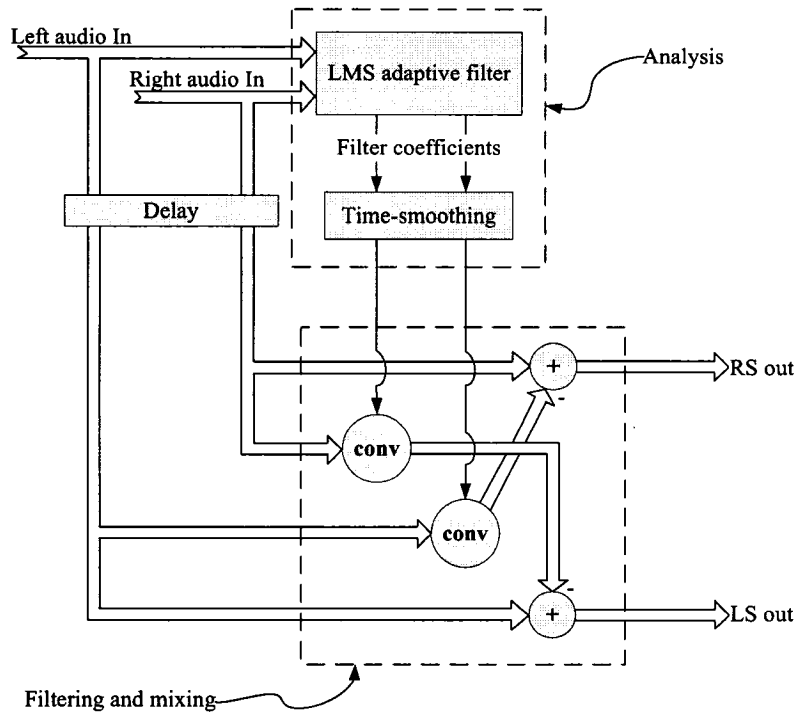 Left audio In
LMS adaptive filter
Analysis
Right audio In
Filter coefficients
Delay
Time-smoothing
+
-
RS out
conv
conv
-
+
LS out
Filtering and mixing